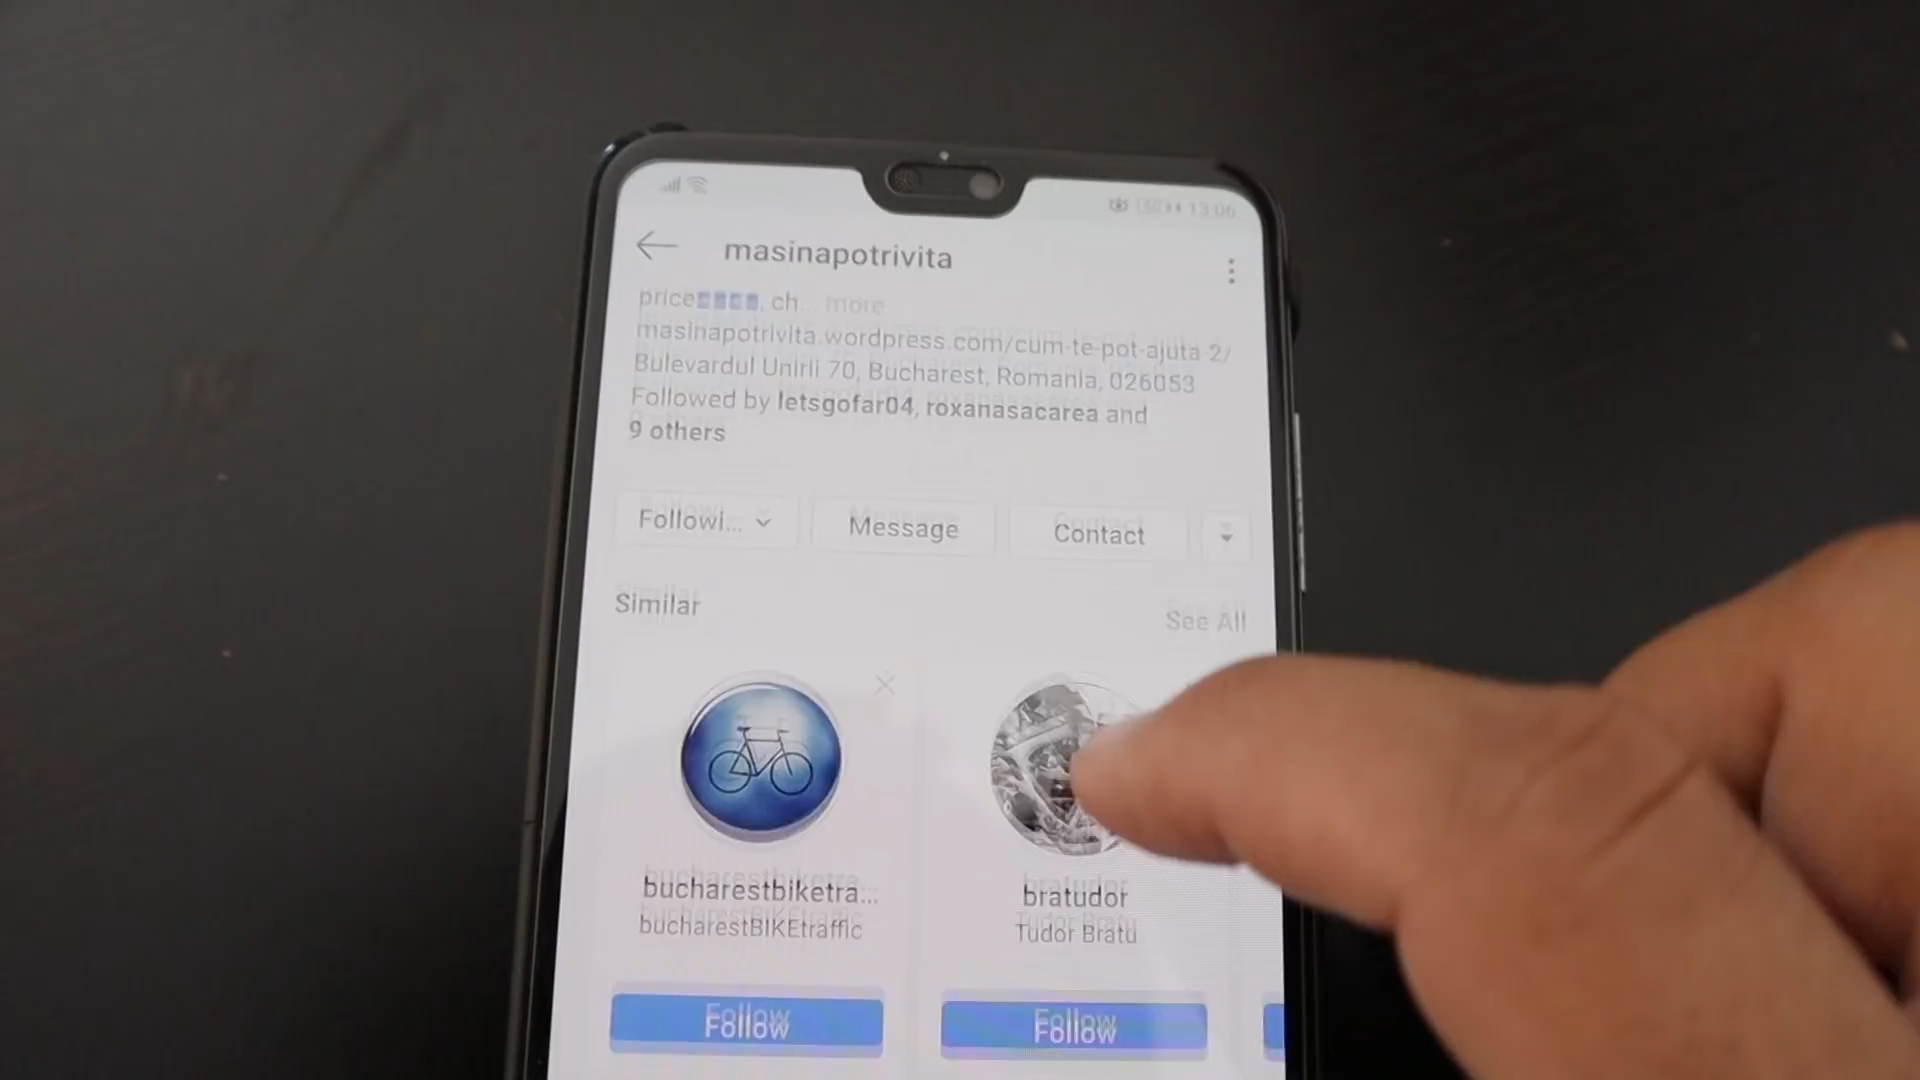 13:06
masinapotrivita
price, ch... more
masinapotrivita.wordpress.com/cum-te-pot-ajuta-2/
Bulevardul Unirii 70, Bucharest, Romania, 026053
Followed by letsgofar04, roxanasacarea and
9 others
Followi... Message Contact
Similar See All
bucharestbiketra... bratudor
bucharestBIKEtraffic Tudor Bratu
Follow Follow